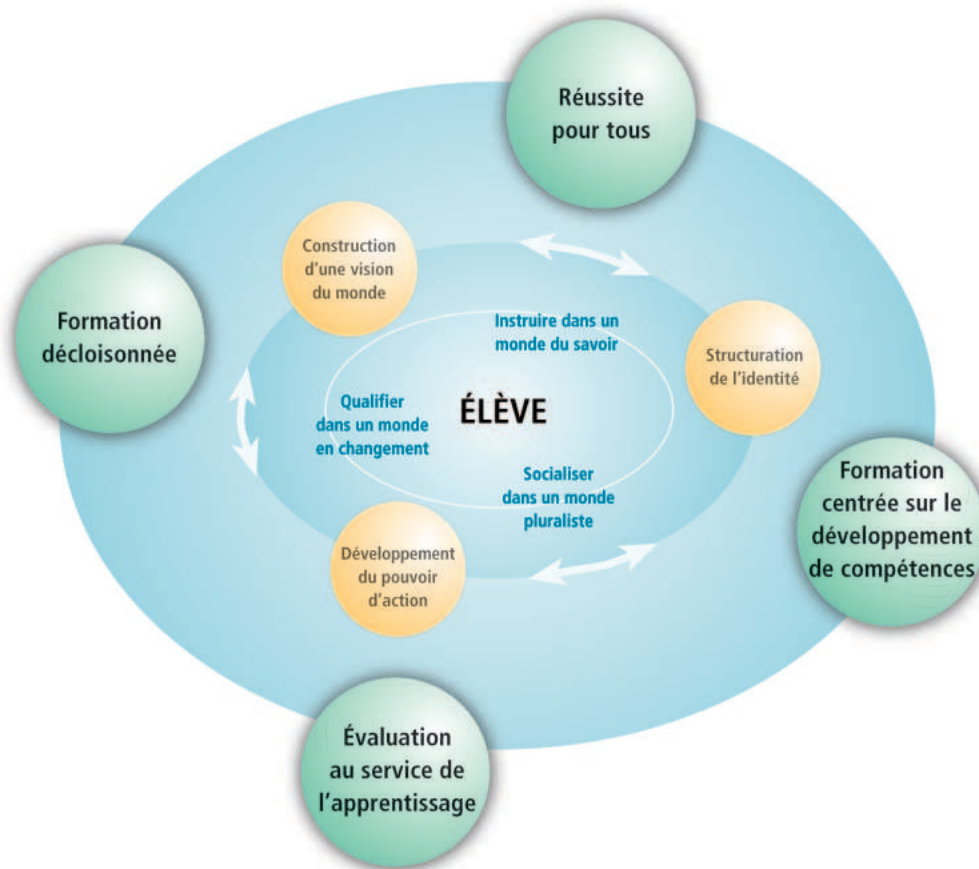 Réussite
pour tous
Construction
d'une vision
du monde
Formation
décloisonnée
Instruire dans un
monde du savoir
Structuration
de l'identité
Qualifier
dans un monde
en changement
ÉLÈVE
Socialiser
dans un monde
pluraliste
Formation
centrée sur le
développement
de compétences
Développement
du pouvoir
d'action
Évaluation
au service de
l'apprentissage